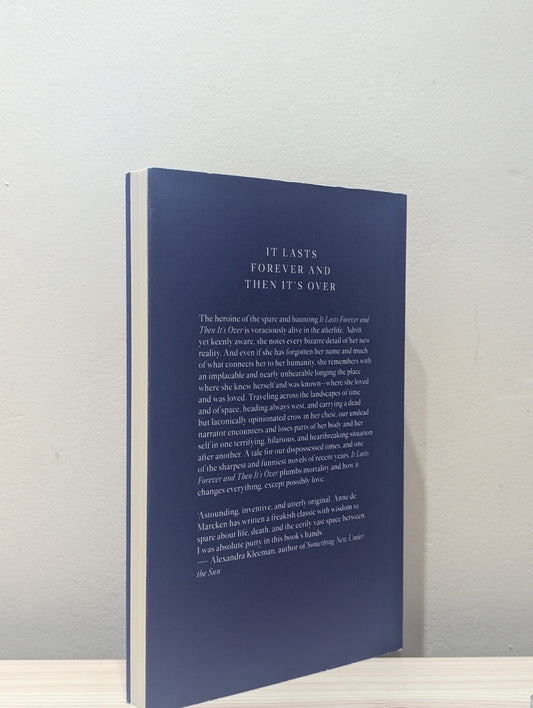 IT LASTS
FOREVER AND
THEN IT'S OVER
The heroine of the spare and haunting It Lasts Forever and
Then It's Over is voraciously alive in the afterlife. Adrift
yet keenly aware, she notes every bizarre detail of her new
reality. And even if she has forgotten her name and much
of what connects her to her humanity, she remembers with
an implacable and nearly unbearable longing the place
where she knew herself and was known—where she loved
and was loved. Traveling across the landscapes of time
and of space, heading always west, and carrying a dead
but laconically opinionated crow in her chest, our undead
narrator encounters and loses parts of her body and her
self in one terrifying, hilarious, and heartbreaking situation
after another. A tale for our dispossessed times, and one
of the sharpest and funniest novels of recent years, It Lasts
Forever and Then It's Over plumbs mortality and how it
changes everything, except possibly love.
'Astounding, inventive, and utterly original. Anne de
Marcken has written a freakish classic with wisdom to
spare about life, death, and the eerily vast space between.
I was absolute putty in this book's hands.'
— Alexandra Kleeman, author of Something New Under
the Sun